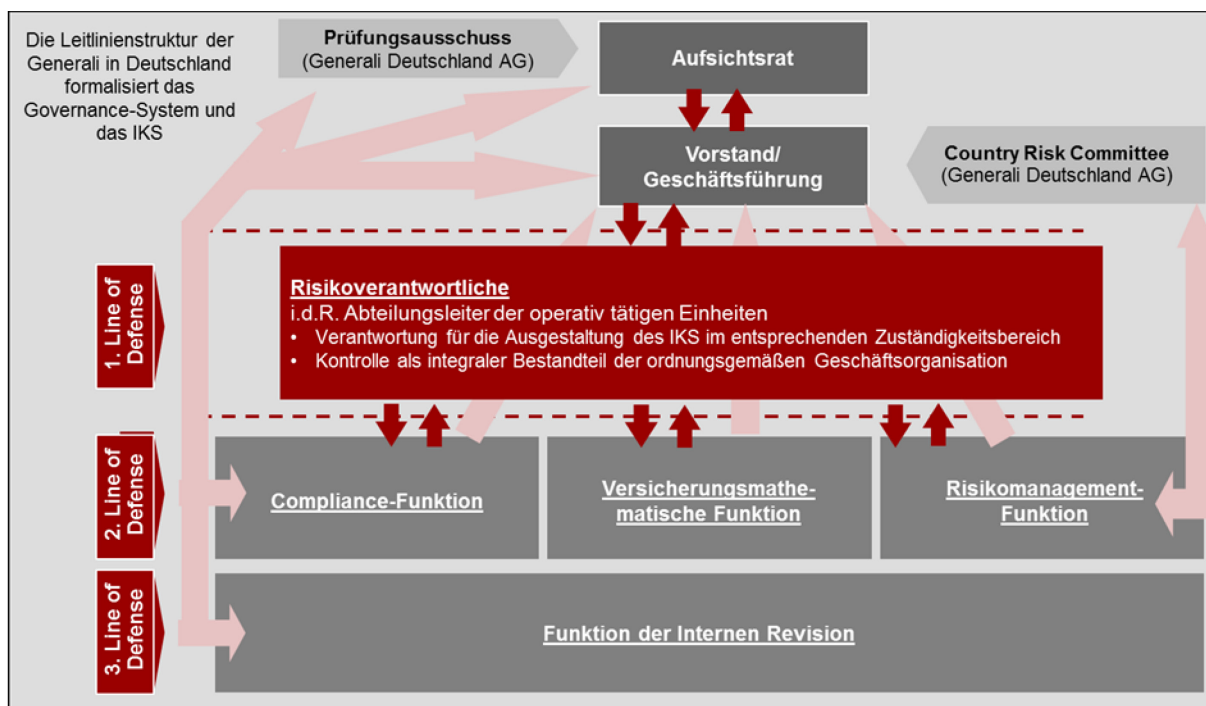 Die Leitlinienstruktur der
Generali in Deutschland
formalisiert das
Governance-System und
das IKS
Prüfungsausschuss
(Generali Deutschland AG)
Aufsichtsrat
Vorstand/
Geschäftsführung
Country Risk Committee
(Generali Deutschland AG)
1. Line of
Defense
Risikoverantwortliche
i.d.R. Abteilungsleiter der operativ tätigen Einheiten
• Verantwortung für die Ausgestaltung des IKS im entsprechenden Zuständigkeitsbereich
• Kontrolle als integraler Bestandteil der ordnungsgemäßen Geschäftsorganisation
2. Line of
Defense
Compliance-Funktion
Versicherungsmathe-
matische Funktion
Risikomanagement-
Funktion
3. Line of
Defense
Funktion der Internen Revision